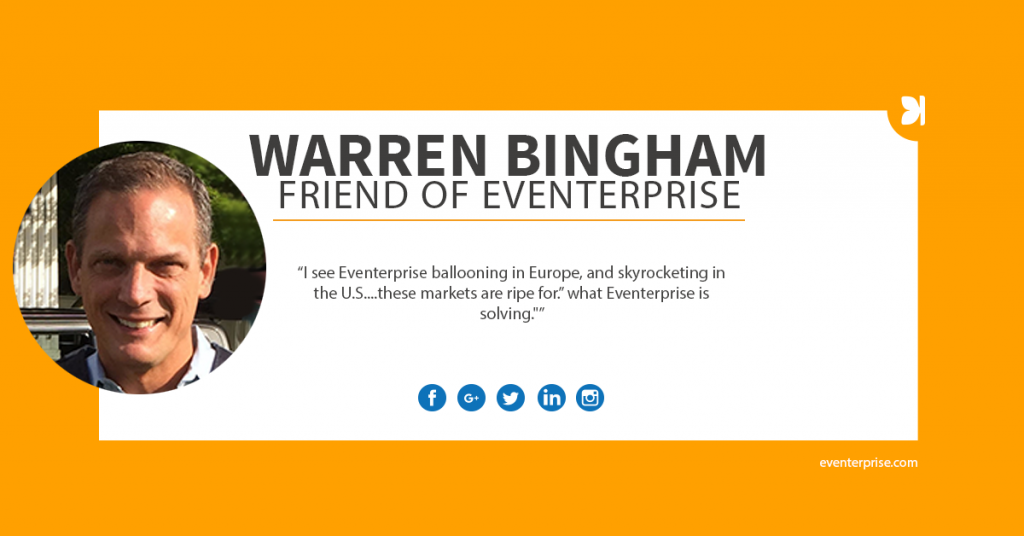 WARREN BINGHAM
FRIEND OF EVENTERPRISE
“I see Eventerprise ballooning in Europe, and skyrocketing in
the U.S....these markets are ripe for.” what Eventerprise is
solving."”
f G+ in
eventerprise.com